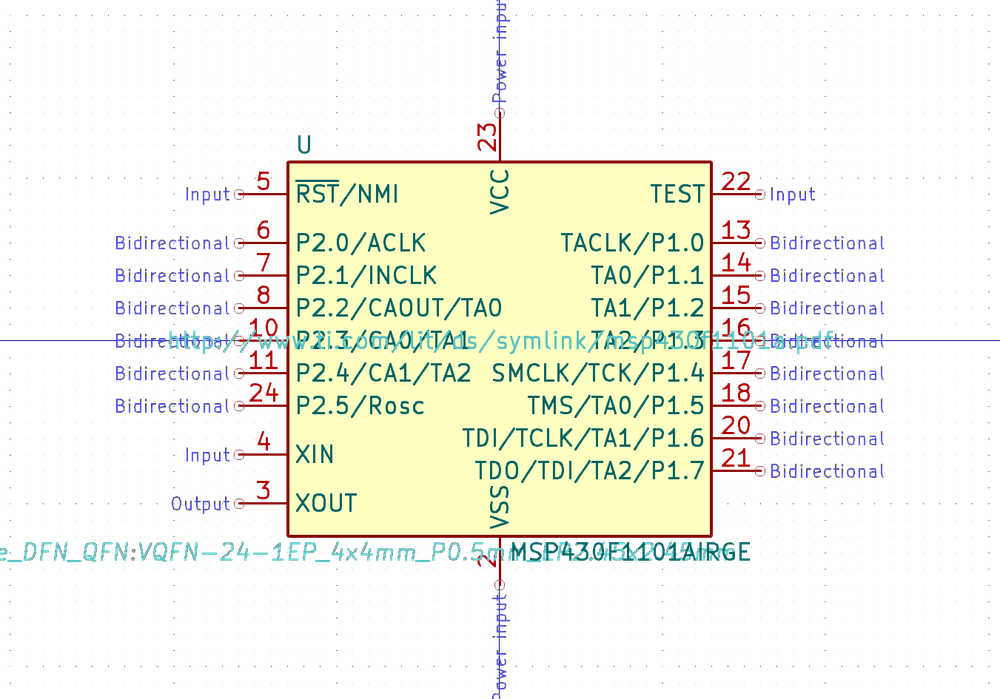 Power input
23
U
VCC
Input 5 RST/NMI
TEST 22 Input
Bidirectional 6 P2.0/ACLK
TACLK/P1.0 13 Bidirectional
Bidirectional 7 P2.1/INCLK
TA0/P1.1 14 Bidirectional
Bidirectional 8 P2.2/CAOUT/TA0
TA1/P1.2 15 Bidirectional
Bidirectional 10 P2.3/CA0/TA1
TA2/P1.3 16 Bidirectional
http://www.ti.com/lit/ds/symlink/msp430f1101a.pdf
Bidirectional 11 P2.4/CA1/TA2
SMCLK/TCK/P1.4 17 Bidirectional
Bidirectional 24 P2.5/Rosc
TMS/TA0/P1.5 18 Bidirectional
TDI/TCLK/TA1/P1.6 20 Bidirectional
Input 4 XIN
TDO/TDI/TA2/P1.7 21 Bidirectional
Output 3 XOUT
VSS
e_DFN_QFN:VQFN-24-1EP_4x4mm_P0.5mm
MSP430F1101AIRGE
2
Power input